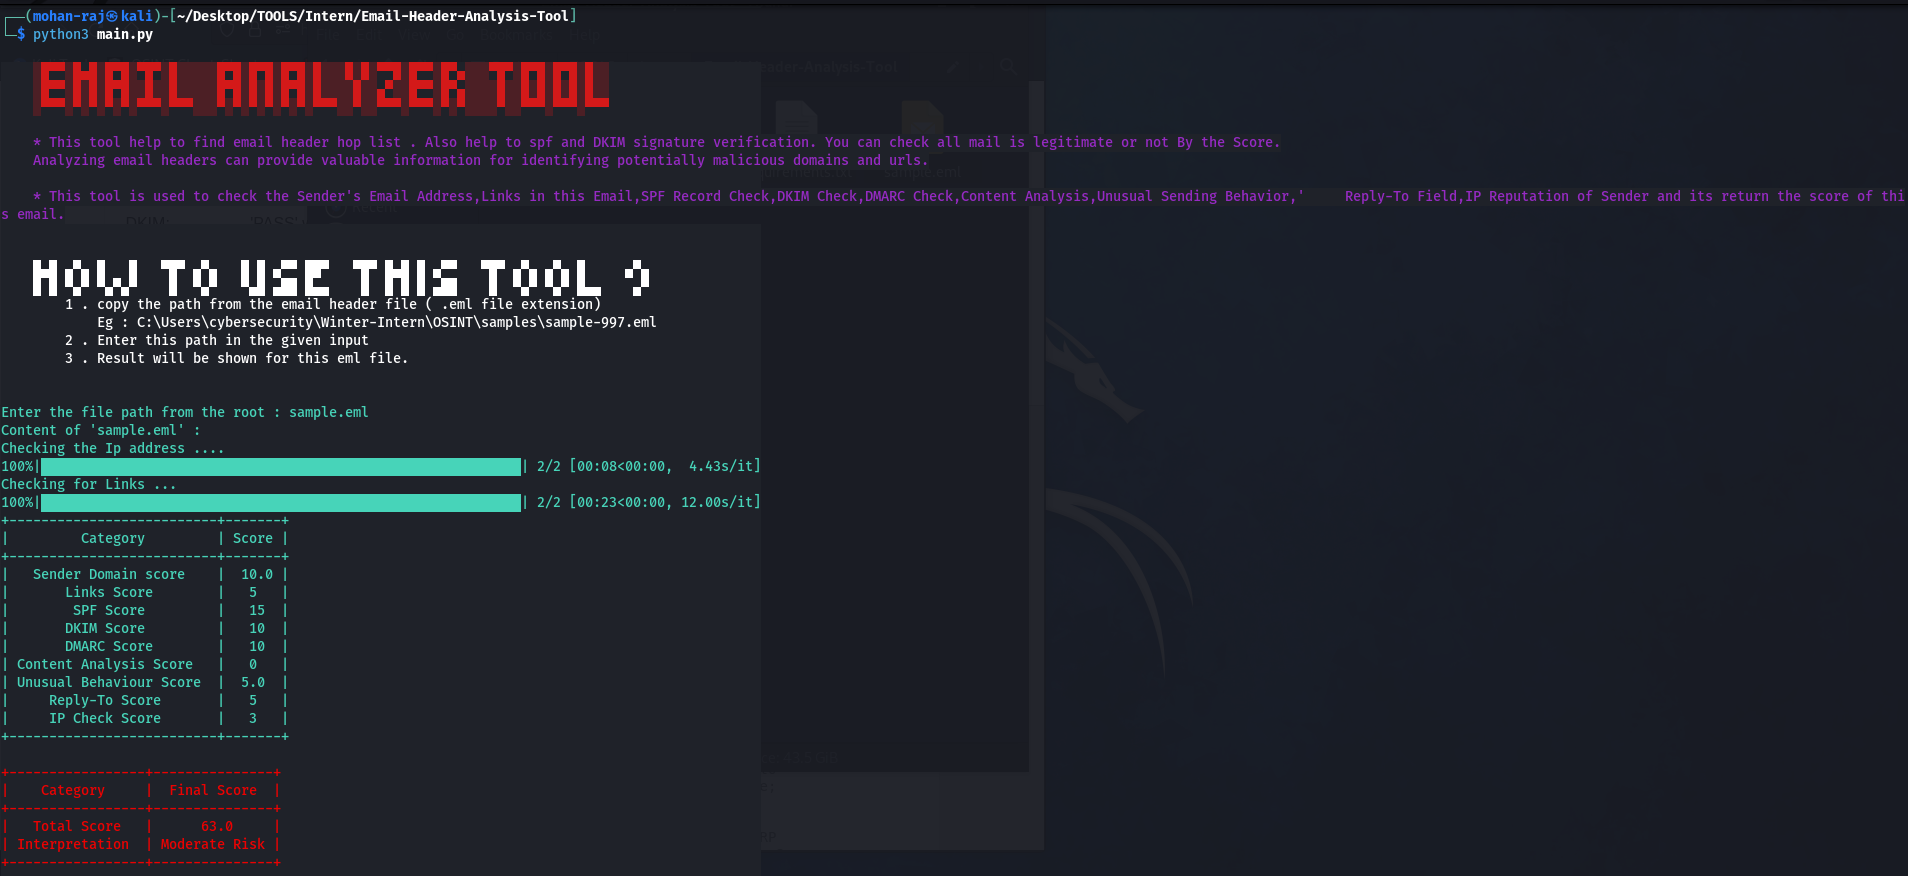 ┌──(mohan-raj㉿kali)-[~/Desktop/TOOLS/Intern/Email-Header-Analysis-Tool]
└─$ python3 main.py
EMAIL ANALYZER TOOL
* This tool help to find email header hop list . Also help to spf and DKIM signature verification. You can check all mail is legitimate or not By the Score.
Analyzing email headers can provide valuable information for identifying potentially malicious domains and urls.
* This tool is used to check the Sender's Email Address,Links in this Email,SPF Record Check,DKIM Check,DMARC Check,Content Analysis,Unusual Sending Behavior,'     Reply-To Field,IP Reputation of Sender and its return the score of thi
s email.
HOW TO USE THIS TOOL ?
1 . copy the path from the email header file ( .eml file extension)
Eg : C:\Users\cybersecurity\Winter-Intern\OSINT\samples\sample-997.eml
2 . Enter this path in the given input
3 . Result will be shown for this eml file.
Enter the file path from the root : sample.eml
Content of 'sample.eml' :
Checking the Ip address ....
100%|| 2/2 [00:08<00:00,  4.43s/it]
Checking for Links ...
100%|| 2/2 [00:23<00:00, 12.00s/it]
+--------------------------+-------+
|         Category         | Score |
+--------------------------+-------+
|   Sender Domain score    |  10.0 |
|       Links Score        |   5   |
|        SPF Score         |   15  |
|       DKIM Score         |   10  |
|       DMARC Score        |   10  |
| Content Analysis Score   |   0   |
| Unusual Behaviour Score  |  5.0  |
|     Reply-To Score       |   5   |
|     IP Check Score       |   3   |
+--------------------------+-------+
+-----------------+---------------+
|    Category     |  Final Score  |
+-----------------+---------------+
|   Total Score   |      63.0     |
| Interpretation  | Moderate Risk |
+-----------------+---------------+